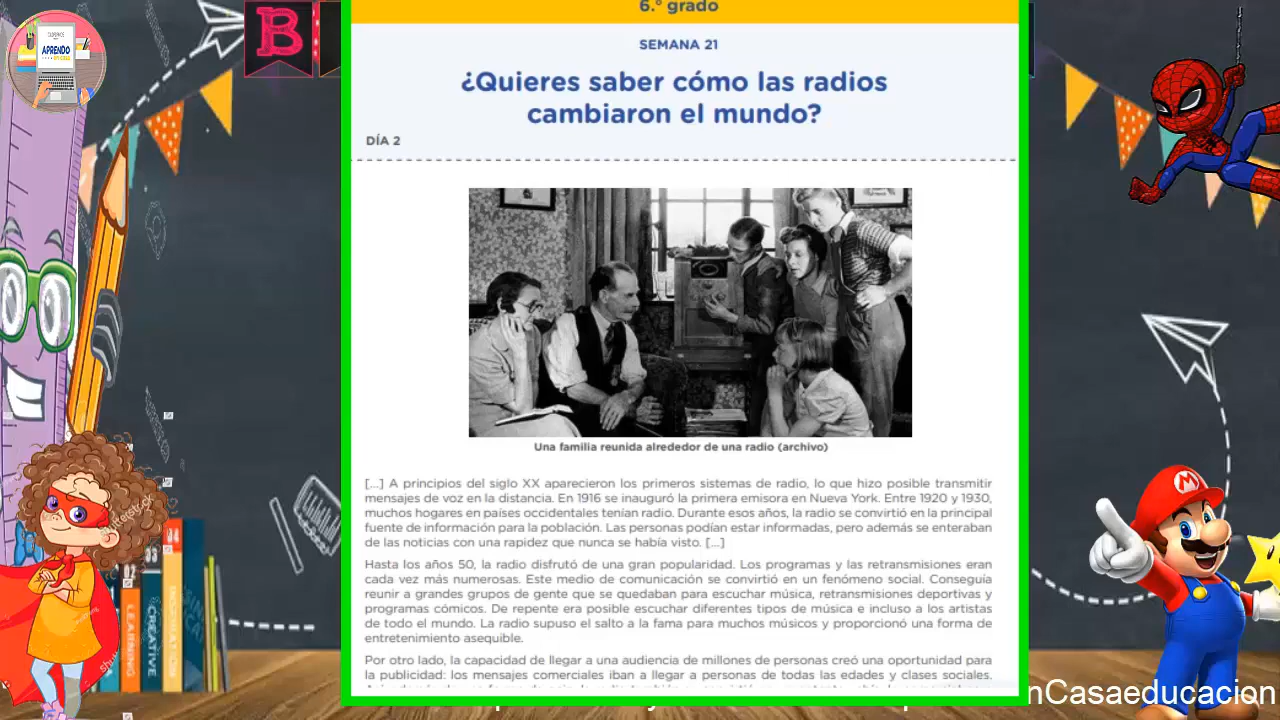 B
APRENDO
6.° grado
SEMANA 21
¿Quieres saber cómo las radios
cambiaron el mundo?
DÍA 2
Una familia reunida alrededor de una radio (archivo)
[...] A principios del siglo XX aparecieron los primeros sistemas de radio, lo que hizo posible transmitir
mensajes de voz en la distancia. En 1916 se inauguró la primera emisora en Nueva York. Entre 1920 y 1930,
muchos hogares en países occidentales tenían radio. Durante esos años, la radio se convirtió en la principal
fuente de información para la población. Las personas podían estar informadas, pero además se enteraban
de las noticias con una rapidez que nunca se había visto. [...]
Hasta los años 50, la radio disfrutó de una gran popularidad. Los programas y las retransmisiones eran
cada vez más numerosas. Este medio de comunicación se convirtió en un fenómeno social. Conseguía
reunir a grandes grupos de gente que se quedaban para escuchar música, retransmisiones deportivas y
programas cómicos. De repente era posible escuchar diferentes tipos de música e incluso a los artistas
de todo el mundo. La radio supuso el salto a la fama para muchos músicos y proporcionó una forma de
entretenimiento asequible.
Por otro lado, la capacidad de llegar a una audiencia de millones de personas creó una oportunidad para
la publicidad: los mensajes comerciales iban a llegar a personas de todas las edades y clases sociales.
nCasaeducacion
LEARNING
CREATIVE
shutterstock
M